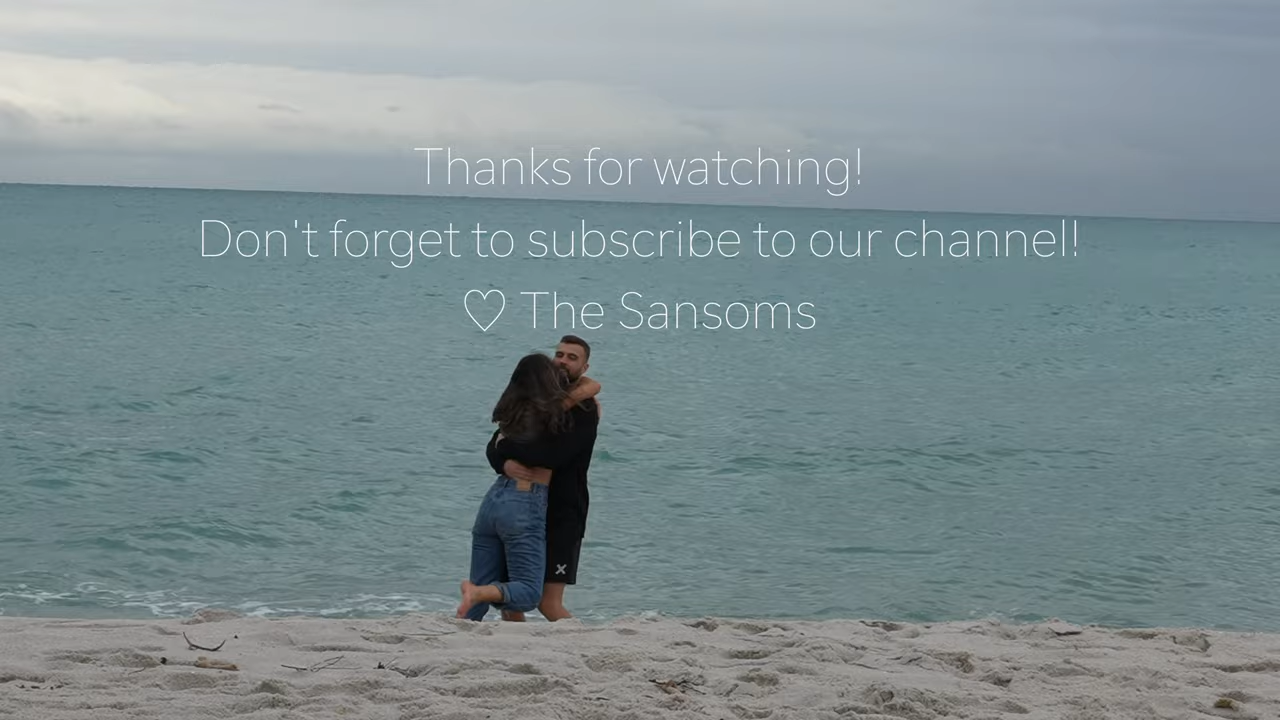 Thanks for watching!
Don't forget to subscribe to our channel!
♡ The Sansoms